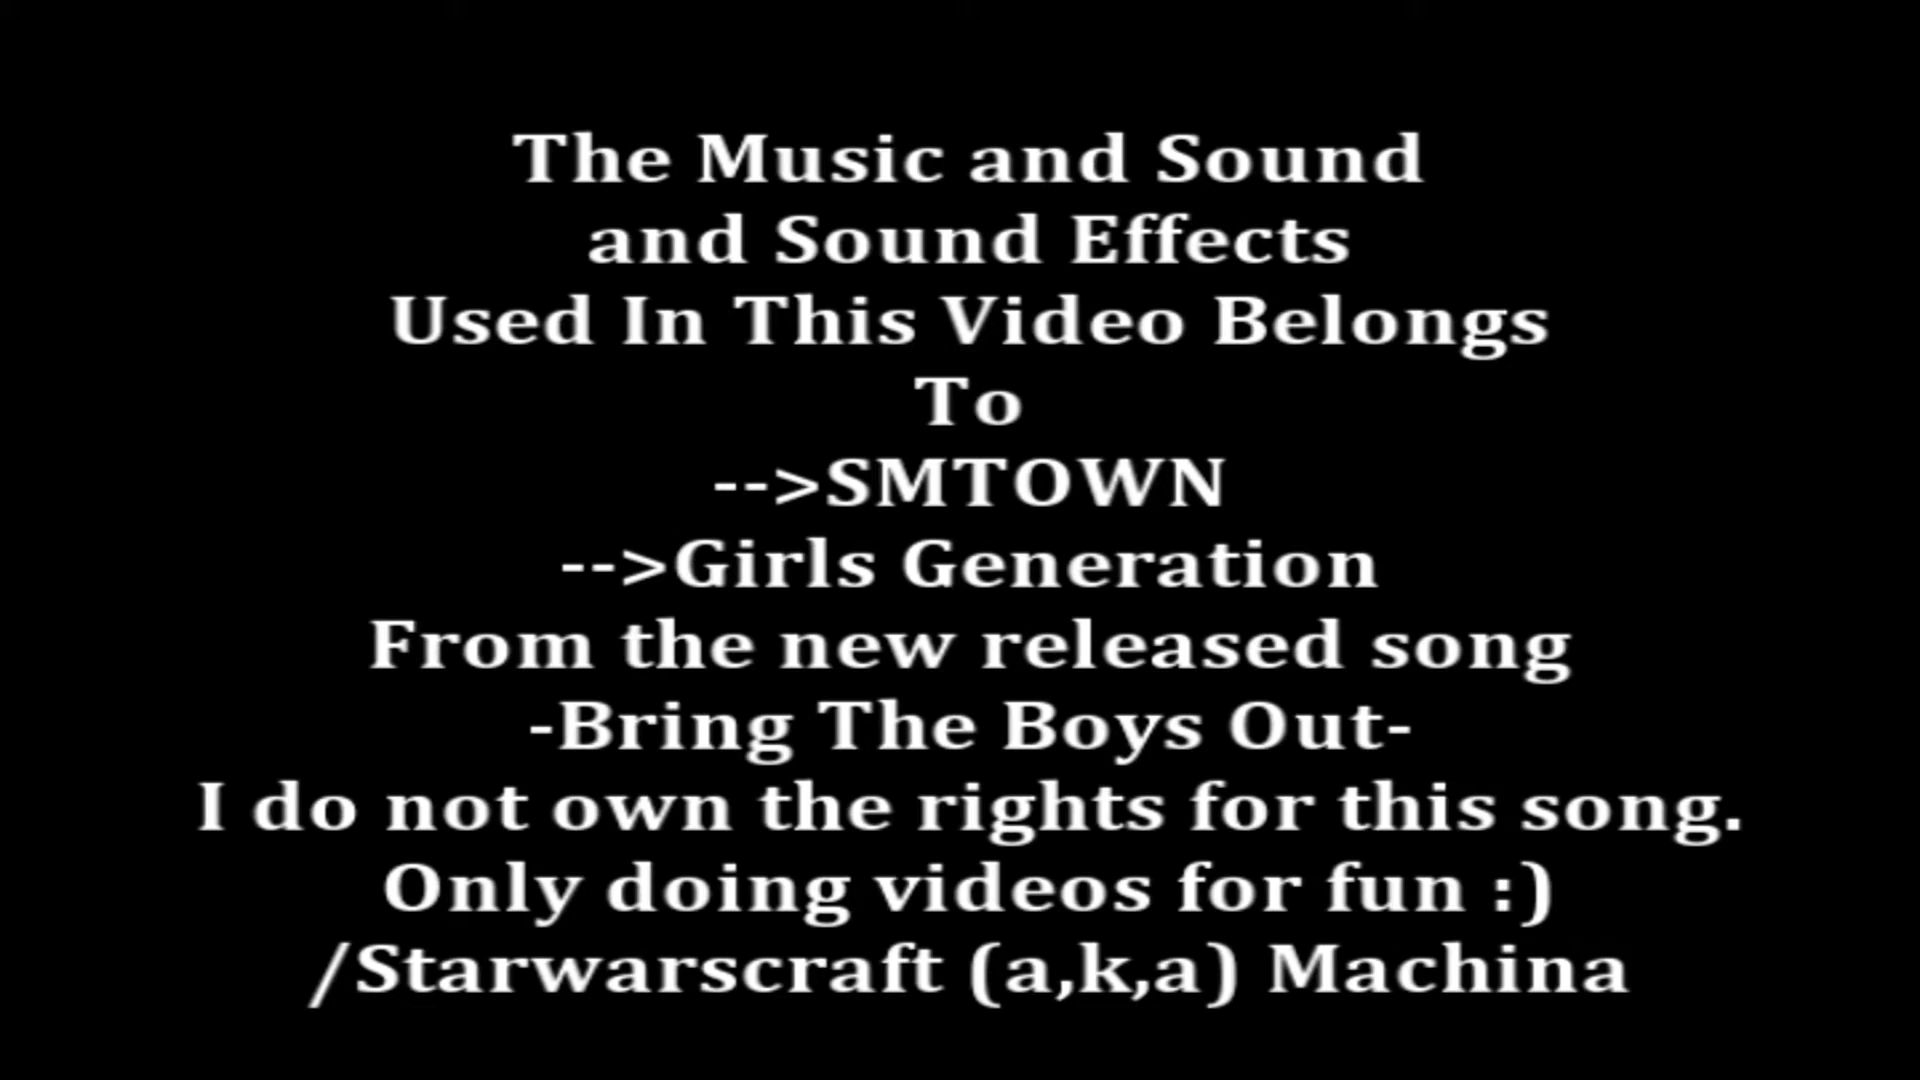 The Music and Sound
and Sound Effects
Used In This Video Belongs
To
-->SMTOWN
-->Girls Generation
From the new released song
-Bring The Boys Out-
I do not own the rights for this song.
Only doing videos for fun :)
/Starwarscraft (a,k,a) Machina